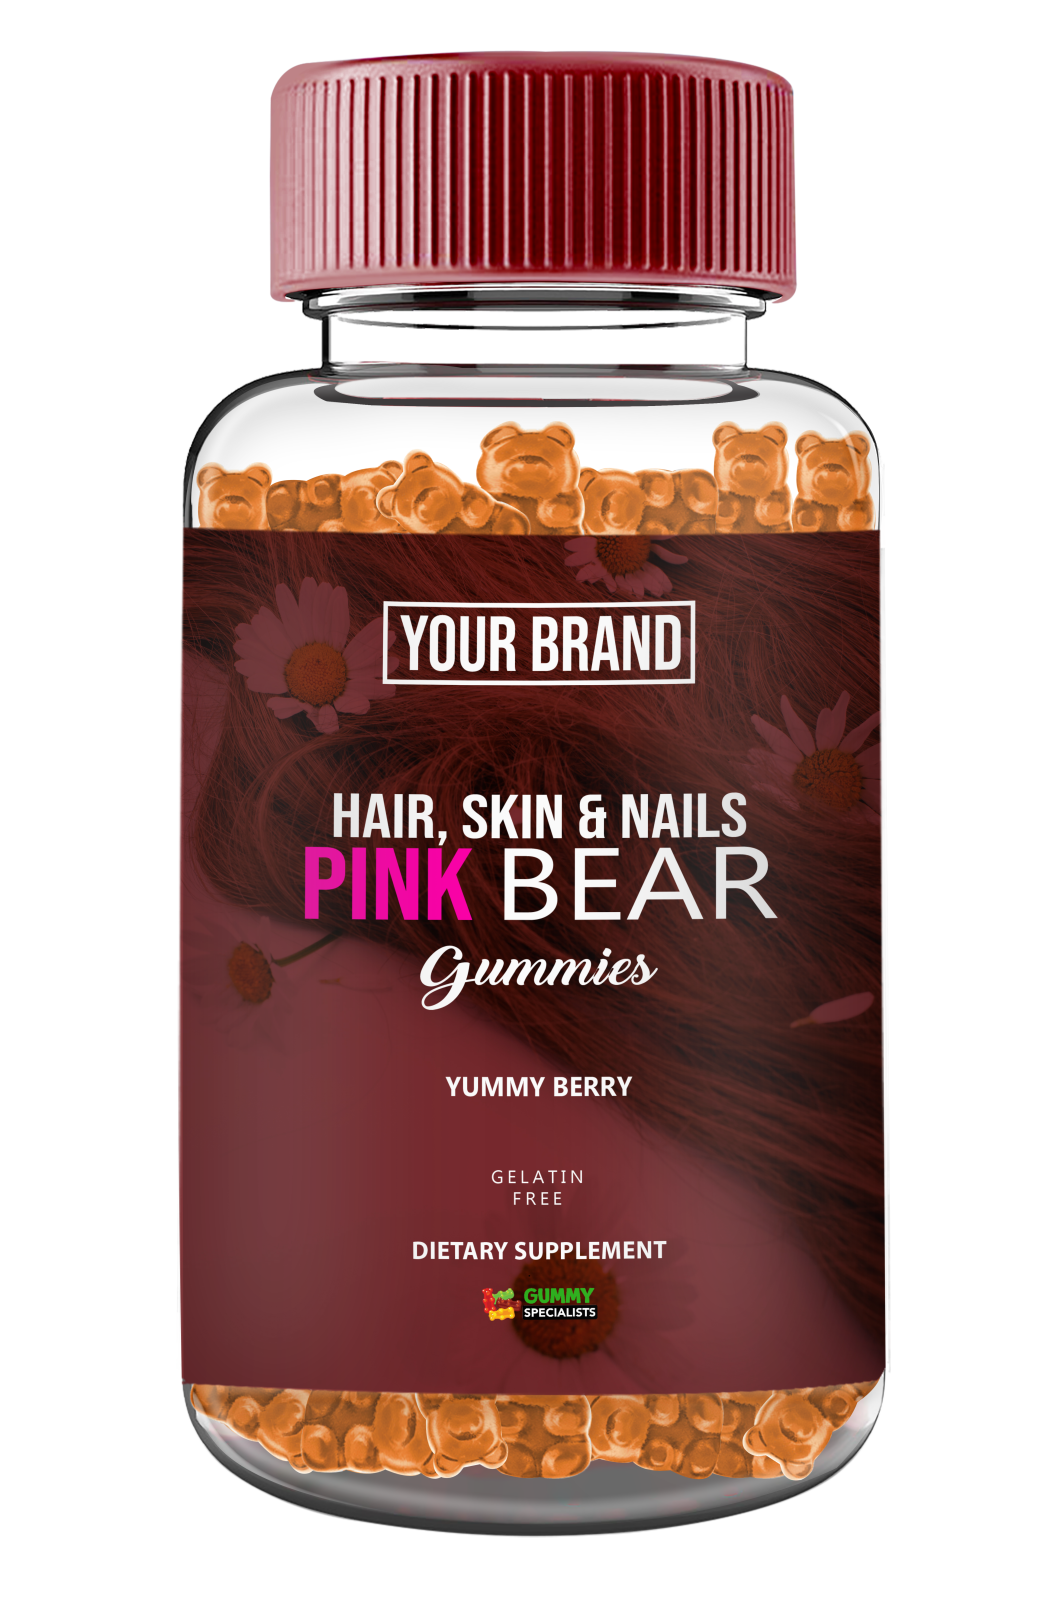 YOUR BRAND
HAIR, SKIN & NAILS
PINK BEAR
Gummies
YUMMY BERRY
GELATIN
FREE
DIETARY SUPPLEMENT
GUMMY
SPECIALISTS